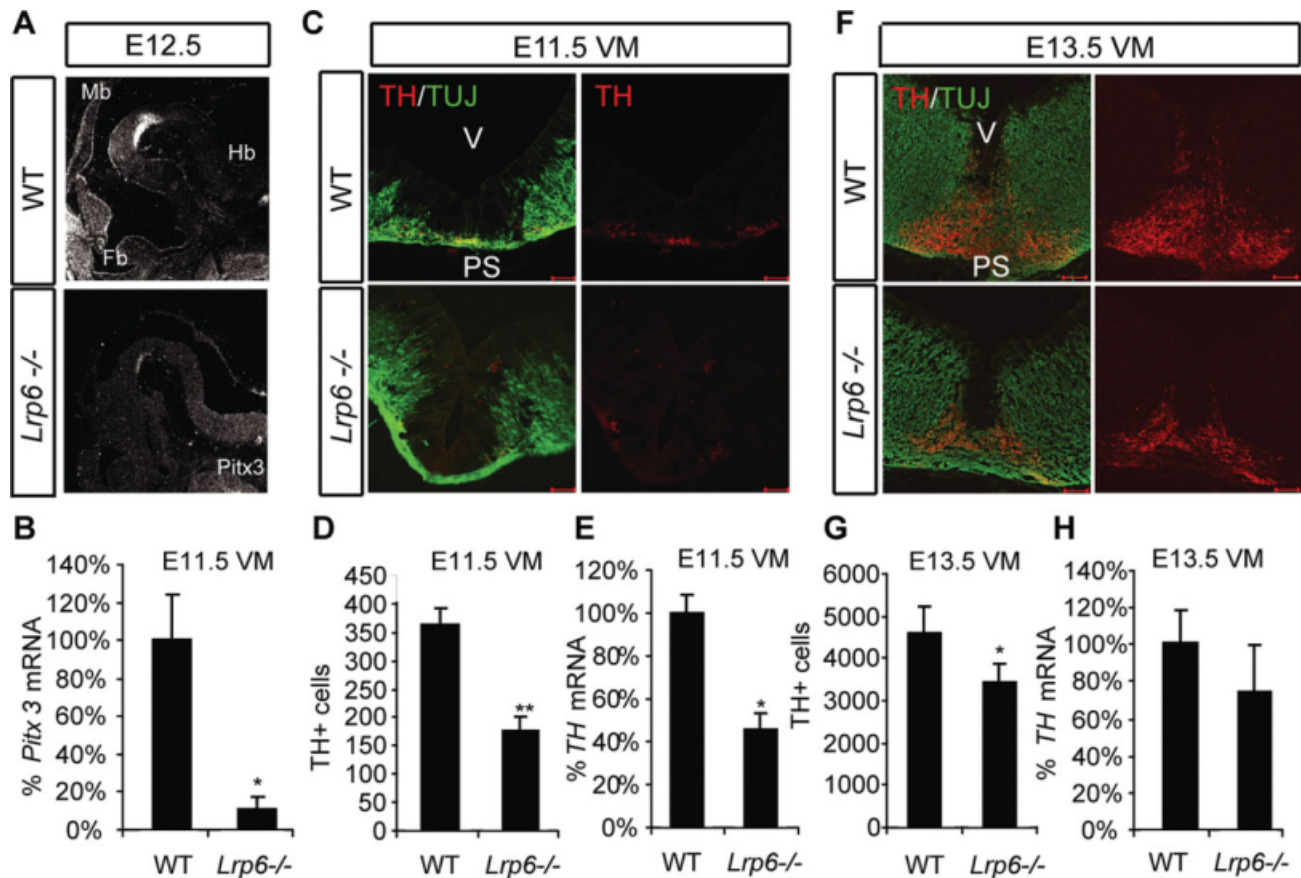 A
E12.5
WT
Mb
Hb
Fb
Lrp6 -/-
Pitx3
C
E11.5 VM
WT
TH/TUJ
V
PS
TH
Lrp6 -/-
F
E13.5 VM
WT
TH/TUJ
V
PS
Lrp6 -/-
B
E11.5 VM
% Pitx 3 mRNA
140%
120%
100%
80%
60%
40%
20%
0%
*
WT
Lrp6-/-
D
E11.5 VM
TH+ cells
450
400
350
300
250
200
150
100
50
0
**
WT
Lrp6-/-
E
E11.5 VM
% TH mRNA
120%
100%
80%
60%
40%
20%
0%
*
WT
Lrp6-/-
G
E13.5 VM
TH+ cells
6000
5000
4000
3000
2000
1000
0
*
WT
Lrp6-/-
H
E13.5 VM
% TH mRNA
140%
120%
100%
80%
60%
40%
20%
0%
WT
Lrp6-/-